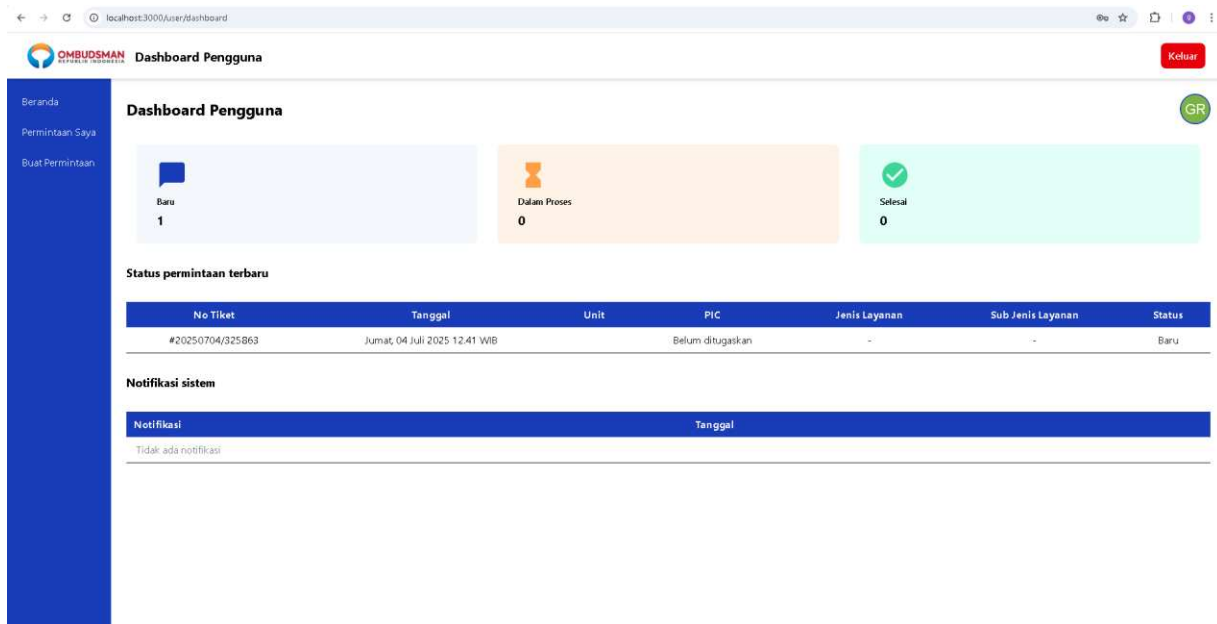 localhost:3000/user/dashboard
OMBUDSMAN
REPUBLIK INDONESIA
Dashboard Pengguna
Keluar
Beranda
Permintaan Saya
Buat Permintaan
Dashboard Pengguna
GR
Baru
1
Dalam Proses
0
Selesai
0
Status permintaan terbaru
No Tiket Tanggal Unit PIC Jenis Layanan Sub Jenis Layanan Status
#20250704/325863 Jumat, 04 Juli 2025 12.41 WIB Belum ditugaskan - - Baru
Notifikasi sistem
Notifikasi Tanggal
Tidak ada notifikasi